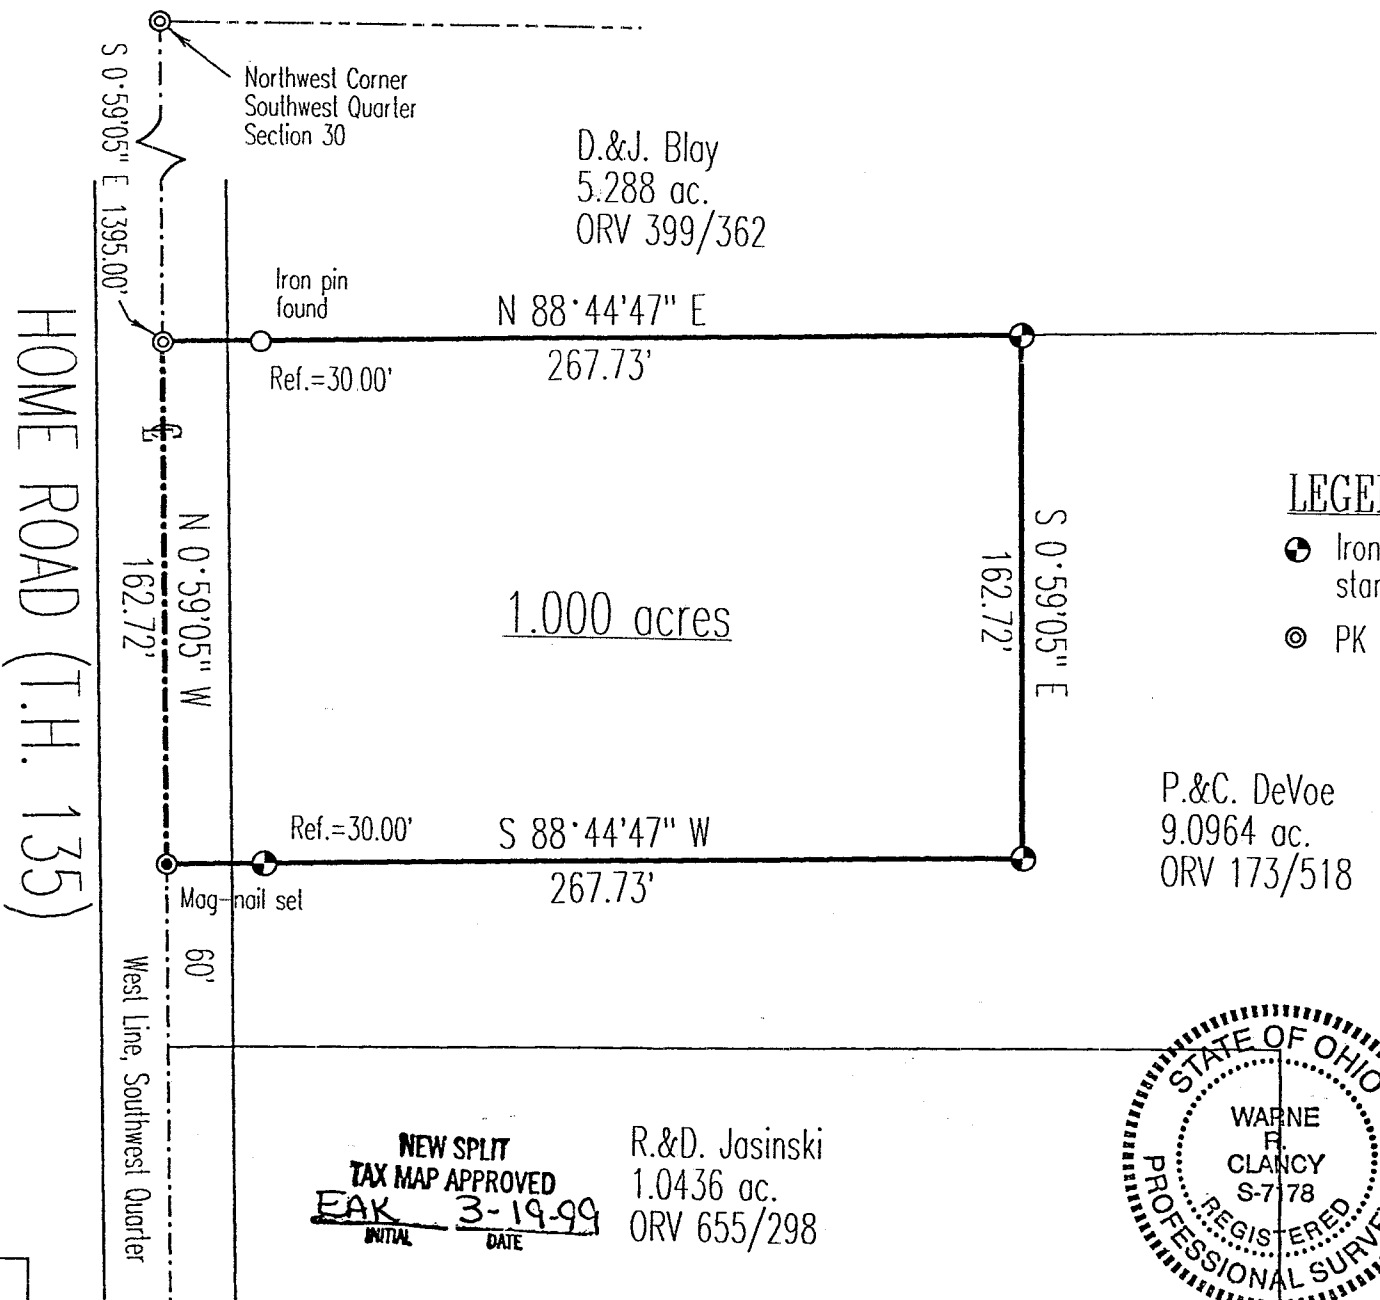 Northwest Corner
Southwest Quarter
Section 30
S 0°59'05" E 1395.00'
D.&J. Blay
5.288 ac.
ORV 399/362
Iron pin
found
N 88°44'47" E
267.73'
Ref.=30.00'
HOME ROAD (T.H. 135)
N 0°59'05" W
162.72'
1.000 acres
S 0°59'05" E
162.72'
Iron
PK
P.&C. DeVoe
9.0964 ac.
ORV 173/518
Ref.=30.00'
S 88°44'47" W
267.73'
Mag-nail set
60'
West Line, Southwest Quarter
NEW SPLIT
TAX MAP APPROVED
EAK 3-19-99
INITIAL DATE
R.&D. Jasinski
1.0436 ac.
ORV 655/298
STATE OF OHIO
WARNE
R.
CLANCY
S-7178
REGISTERED
PROFESSIONAL